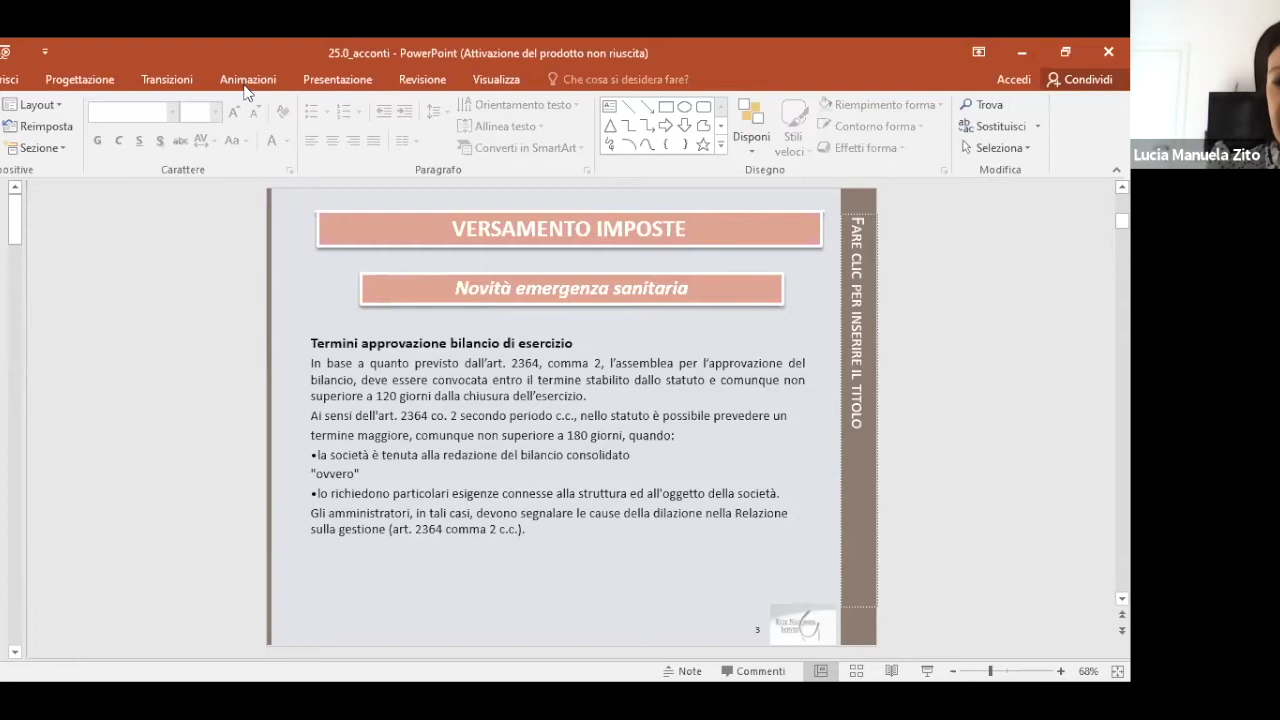 25.0_acconti - PowerPoint (Attivazione del prodotto non riuscita)
risci Progettazione Transizioni Animazioni Presentazione Revisione Visualizza Che cosa si desidera fare? Accedi Condividi
Layout
Reimposta
Sezione
G C S S abc AV Aa A
Orientamento testo
Allinea testo
Converti in SmartArt
Disponi
Stili veloci
Riempimento forma
Contorno forma
Effetti forma
Trova
Sostituisci
Seleziona
positive Carattere Paragrafo Disegno Modifica
Lucia Manuela Zito
VERSAMENTO IMPOSTE
Novità emergenza sanitaria
Termini approvazione bilancio di esercizio
In base a quanto previsto dall'art. 2364, comma 2, l'assemblea per l'approvazione del
bilancio, deve essere convocata entro il termine stabilito dallo statuto e comunque non
superiore a 120 giorni dalla chiusura dell'esercizio.
Ai sensi dell'art. 2364 co. 2 secondo periodo c.c., nello statuto è possibile prevedere un
termine maggiore, comunque non superiore a 180 giorni, quando:
•la società è tenuta alla redazione del bilancio consolidato
"ovvero"
•lo richiedono particolari esigenze connesse alla struttura ed all'oggetto della società.
Gli amministratori, in tali casi, devono segnalare le cause della dilazione nella Relazione
sulla gestione (art. 2364 comma 2 c.c.).
3
FARE CLIC PER INSERIRE IL TITOLO
Note Commenti 68%